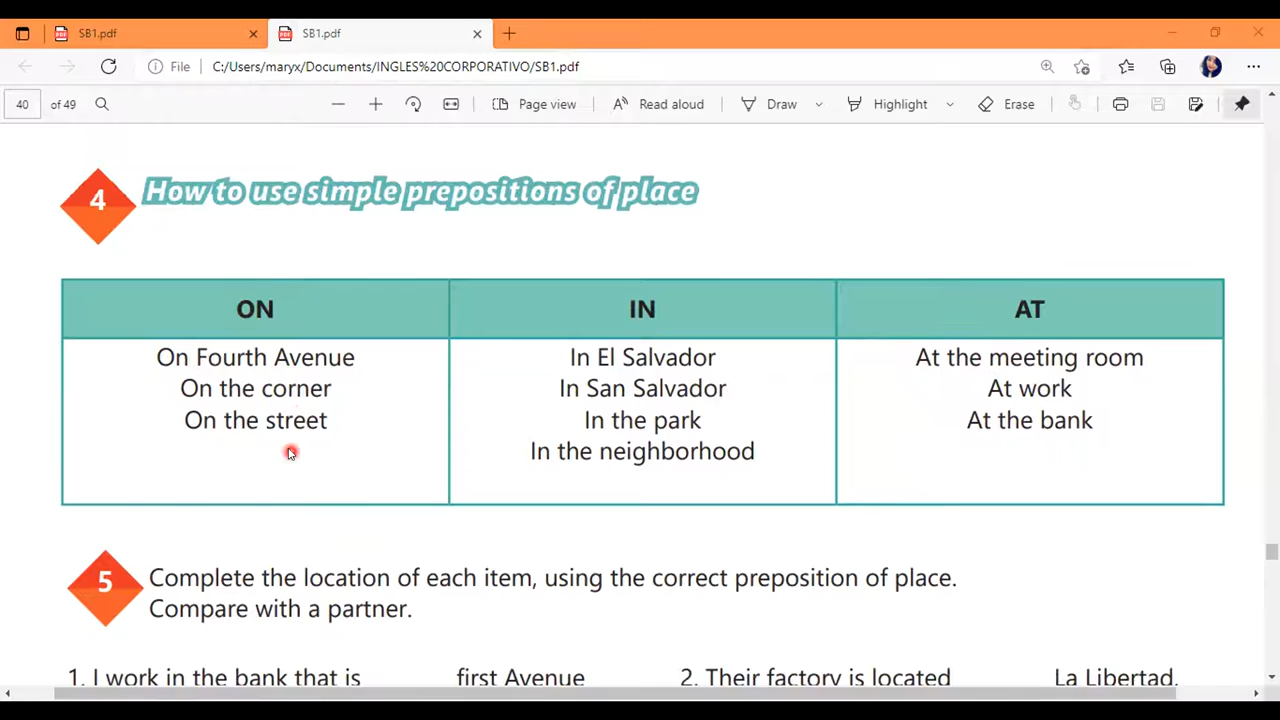 SB1.pdf
SB1.pdf
File
C:/Users/maryx/Documents/INGLES%20CORPORATIVO/SB1.pdf
40 of 49
Page view
Read aloud
Draw
Highlight
Erase
4
How to use simple prepositions of place
ON
On Fourth Avenue
On the corner
On the street
IN
In El Salvador
In San Salvador
In the park
In the neighborhood
AT
At the meeting room
At work
At the bank
5
Complete the location of each item, using the correct preposition of place.
Compare with a partner.
1. I work in the bank that is first Avenue
2. Their factory is located La Libertad.